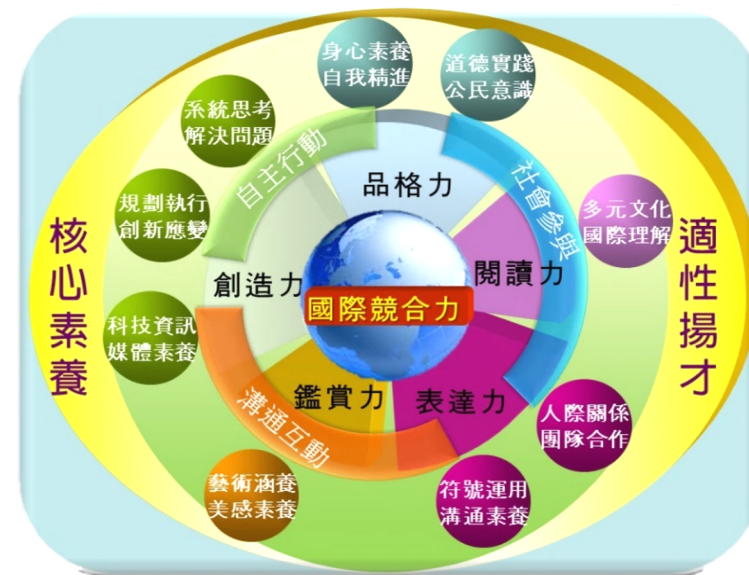 身心素養
自我精進
道德實踐
公民意識
系統思考
解決問題
自主行動
社會參與
品格力
規劃執行
創新應變
多元文化
國際理解
核心素養
適性揚才
創造力
閱讀力
國際競合力
科技資訊
媒體素養
鑑賞力
表達力
溝通互動
人際關係
團隊合作
藝術涵養
美感素養
符號運用
溝通素養